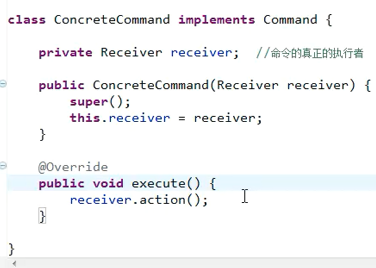 class ConcreteCommand implements Command {
private Receiver receiver; //命令的真正的执行者
public ConcreteCommand(Receiver receiver) {
super();
this.receiver = receiver;
}
@Override
public void execute() {
receiver.action();
}
}